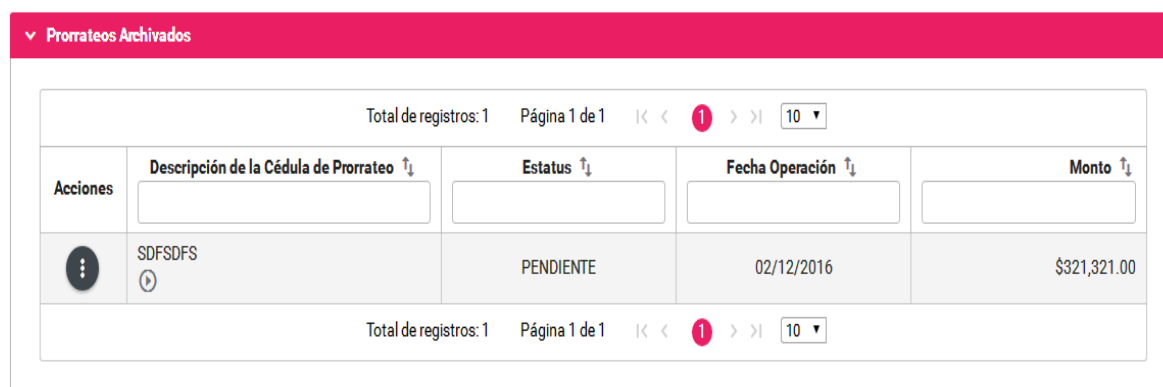 Prorrateos Archivados
Total de registros: 1 Página 1 de 1 1 10
Acciones Descripción de la Cédula de Prorrateo Estatus Fecha Operación Monto
SDFSDFS PENDIENTE 02/12/2016 $321,321.00
Total de registros: 1 Página 1 de 1 1 10